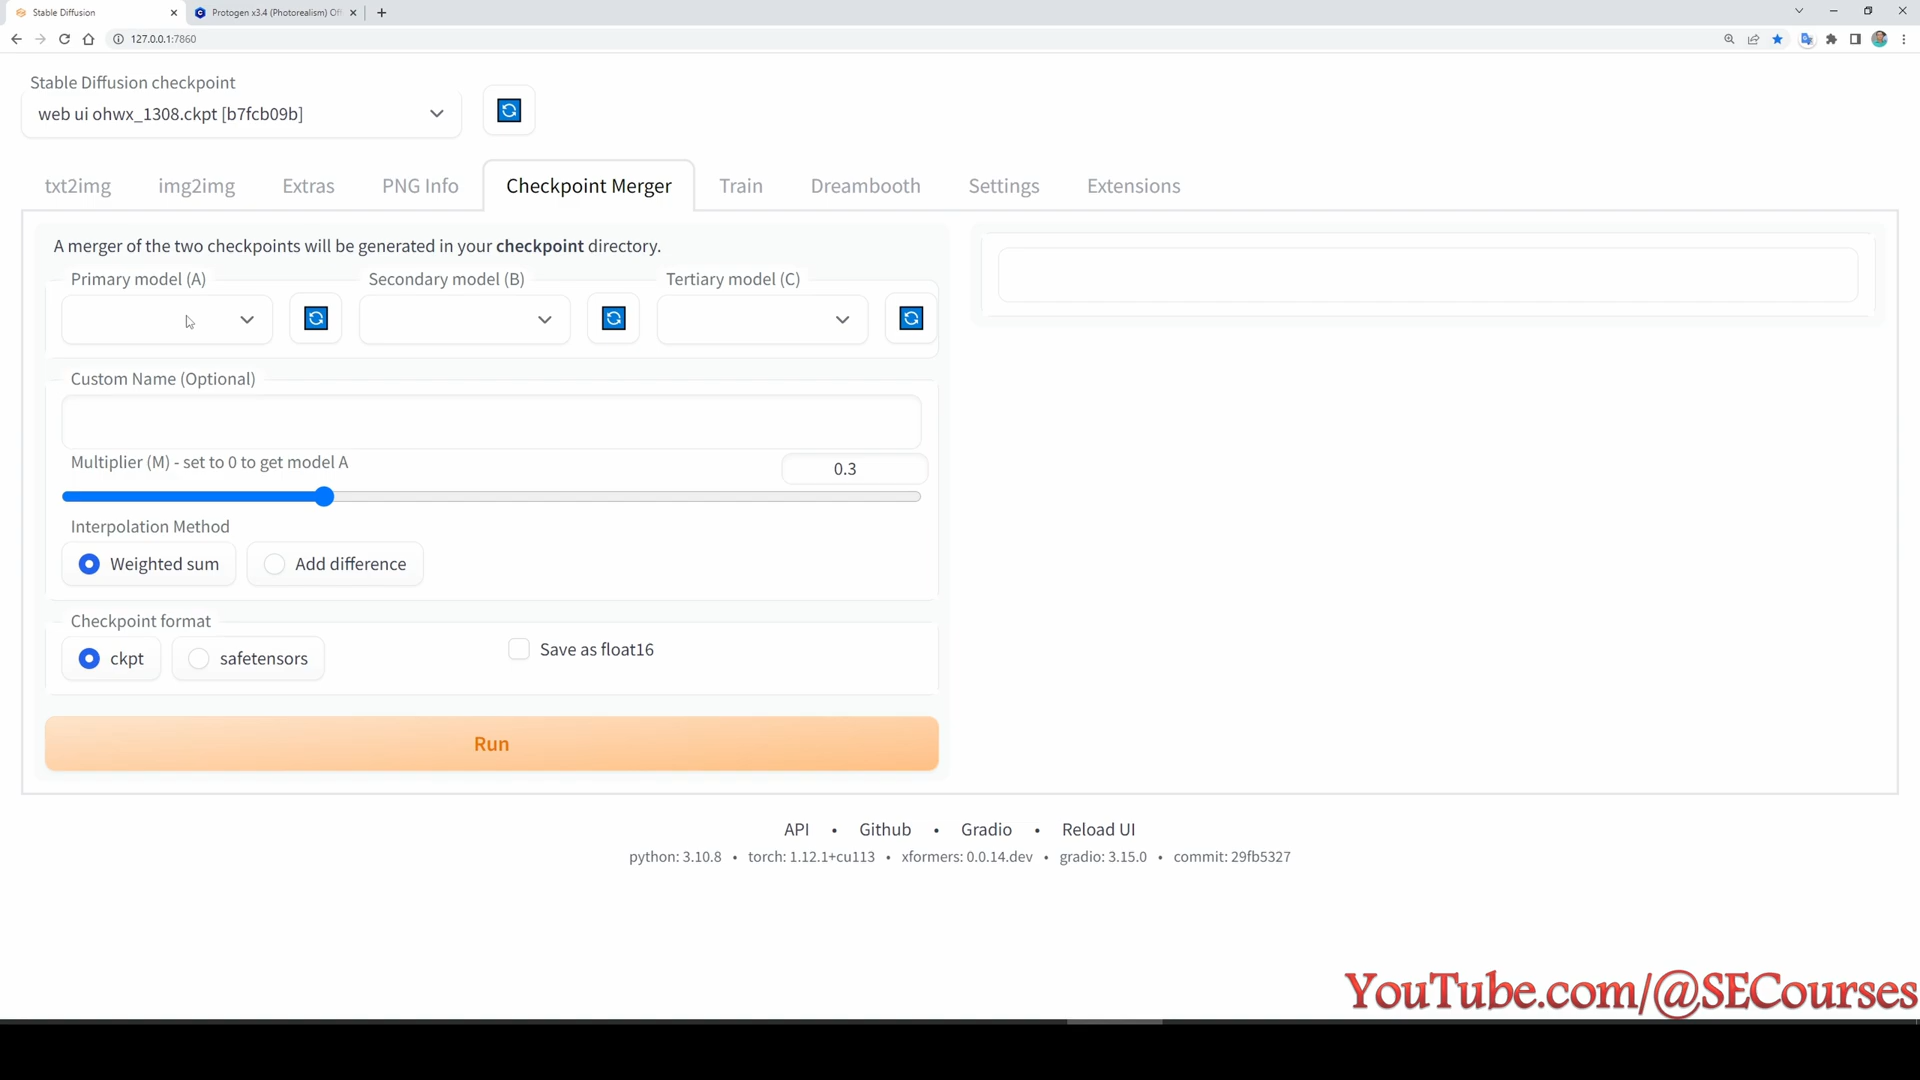 Stable Diffusion
Protogen x3.4 (Photorealism) Of
127.0.0.1:7860
Stable Diffusion checkpoint
web ui ohwx_1308.ckpt [b7fcb09b]
txt2img img2img Extras PNG Info Checkpoint Merger Train Dreambooth Settings Extensions
A merger of the two checkpoints will be generated in your checkpoint directory.
Primary model (A) Secondary model (B) Tertiary model (C)
Custom Name (Optional)
Multiplier (M) - set to 0 to get model A 0.3
Interpolation Method
Weighted sum Add difference
Checkpoint format
ckpt safetensors Save as float16
Run
API • Github • Gradio • Reload UI
python: 3.10.8 • torch: 1.12.1+cu113 • xformers: 0.0.14.dev • gradio: 3.15.0 • commit: 29fb5327
YouTube.com/@SECourses